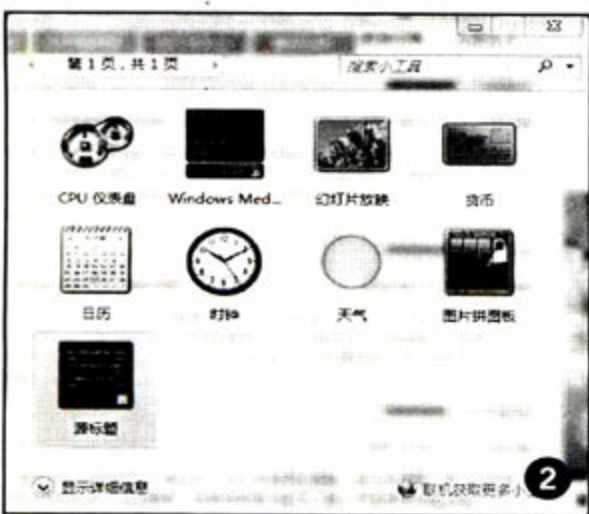 第 1 页，共 1 页
搜索小工具
CPU 仪表盘 Windows Med... 幻灯片放映 货币
日历 时钟 天气 图片拼图板
源标题
显示详细信息 联机获取更多小
2